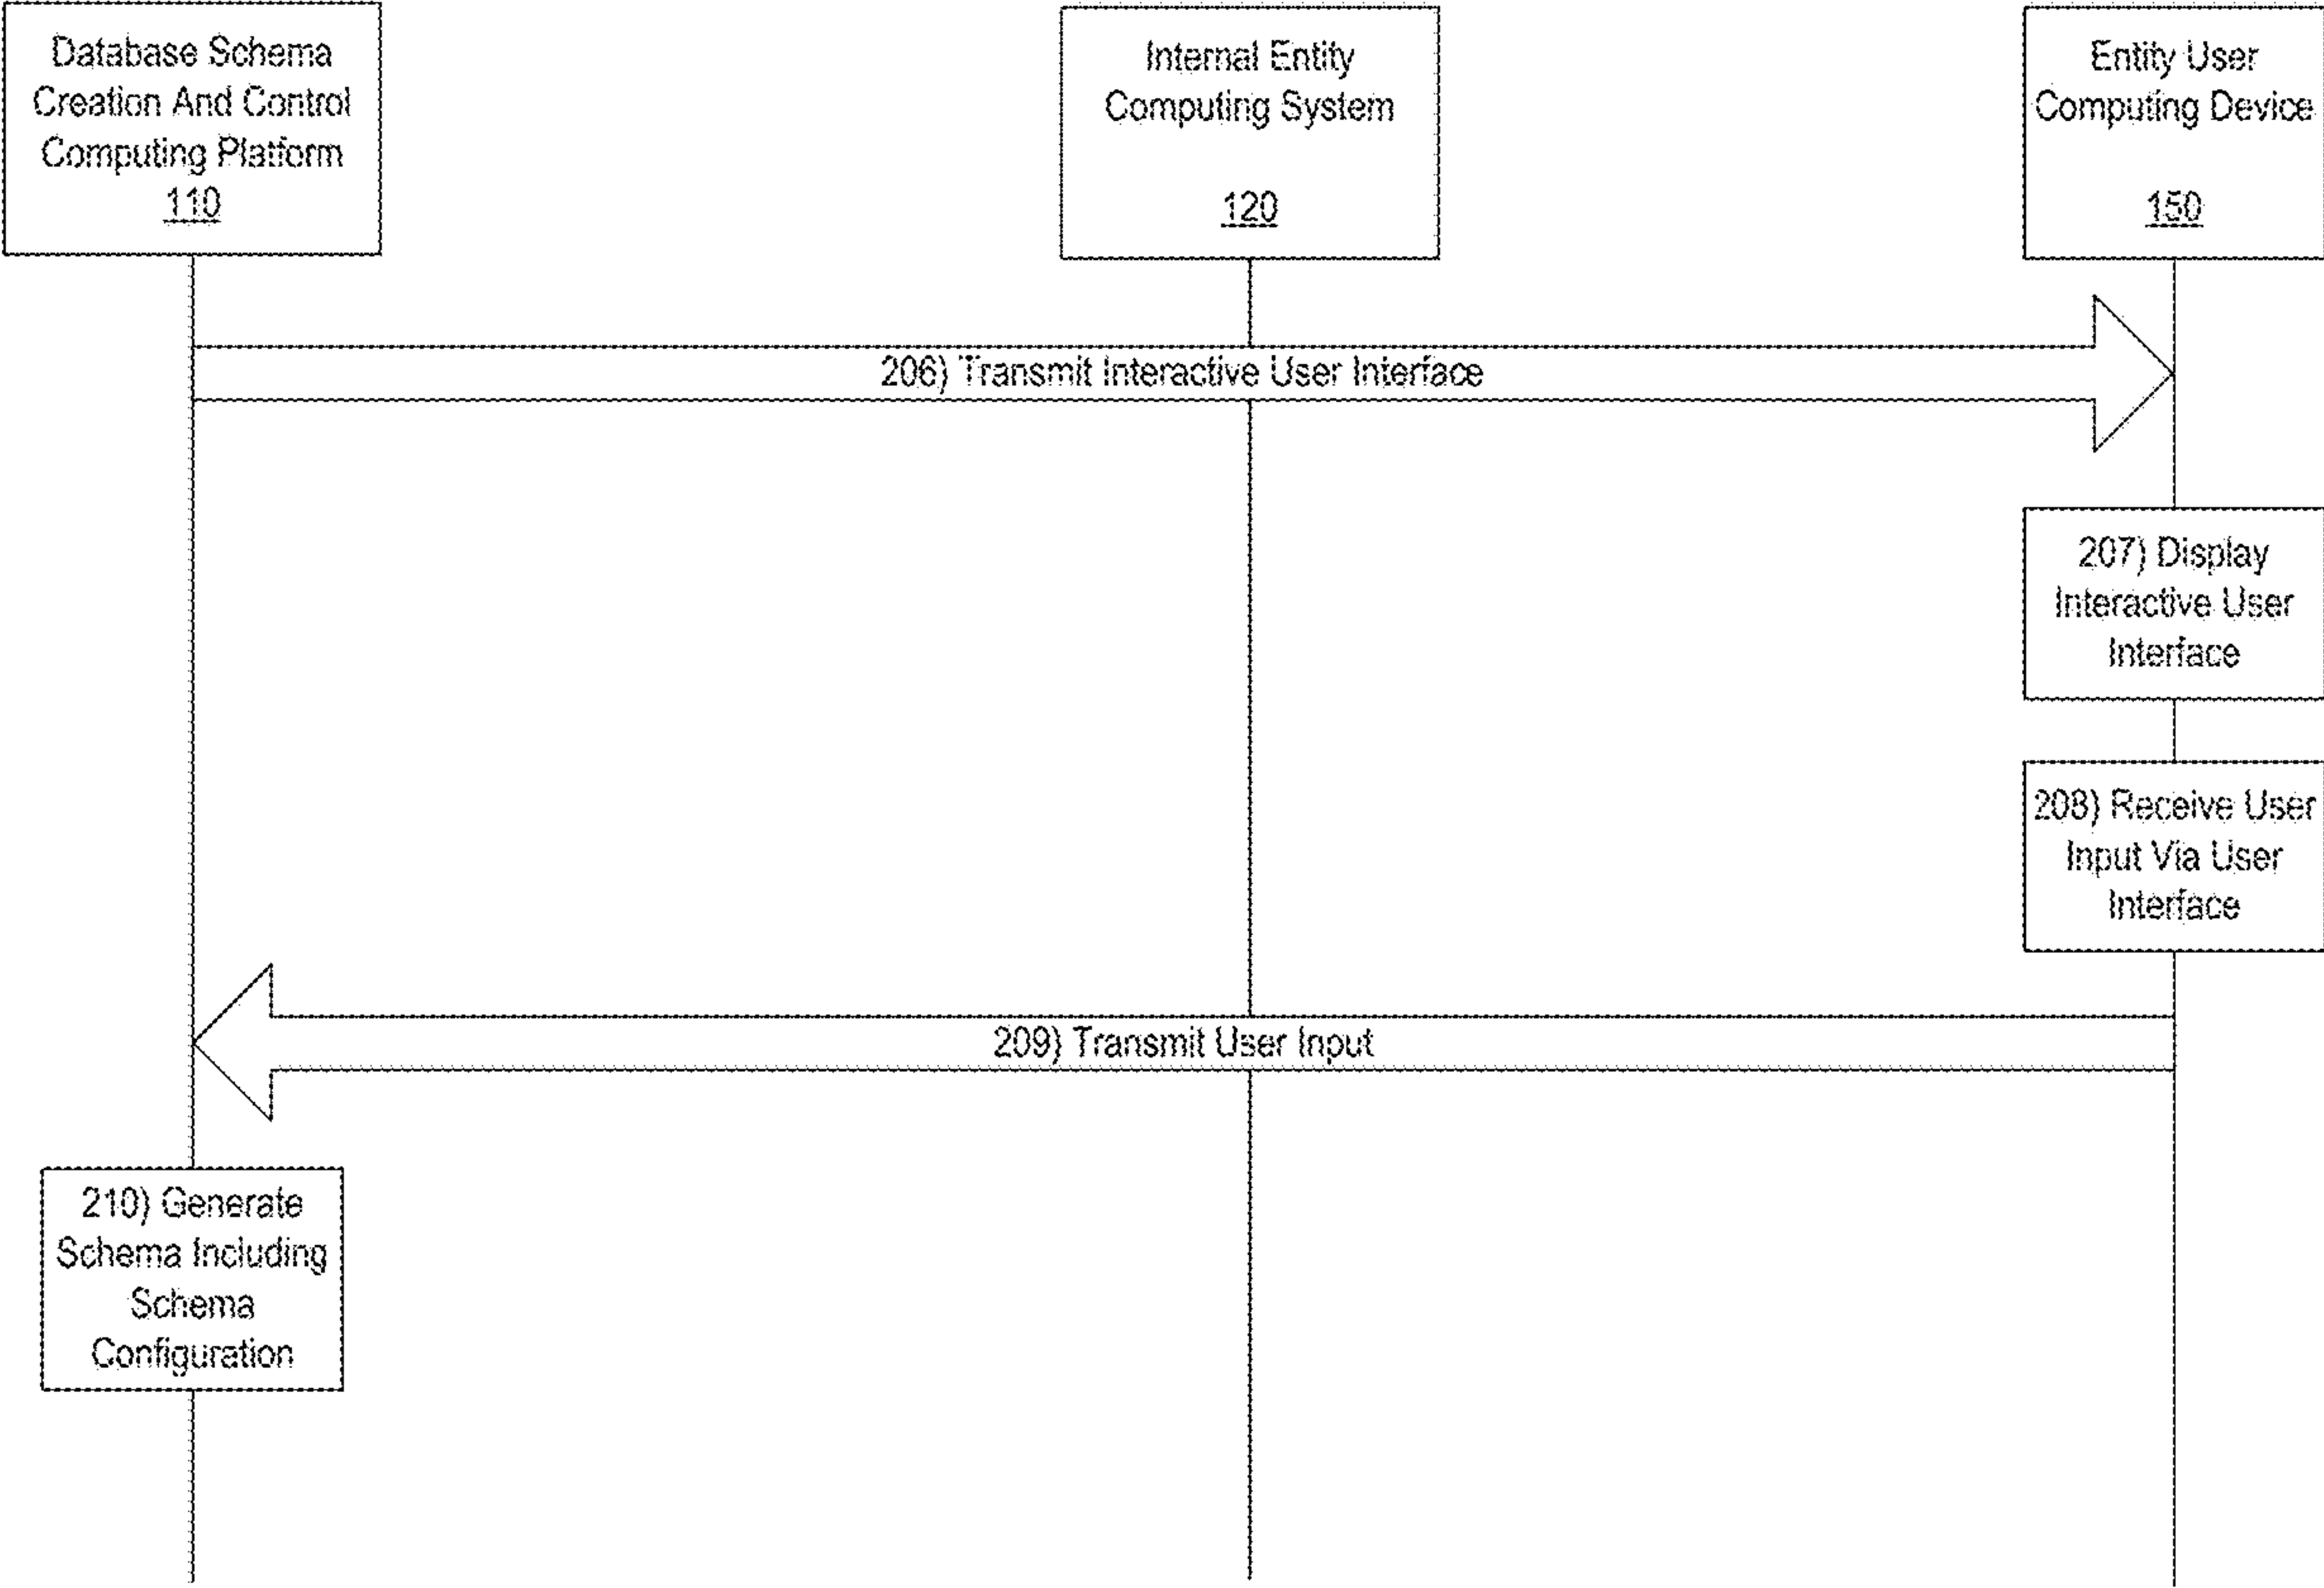 Database Schema
Creation And Control
Computing Platform
110
Internal Entity
Computing System
120
Entity User
Computing Device
150
206) Transmit Interactive User Interface
207) Display
Interactive User
Interface
208) Receive User
Input Via User
Interface
209) Transmit User Input
210) Generate
Schema Including
Schema
Configuration